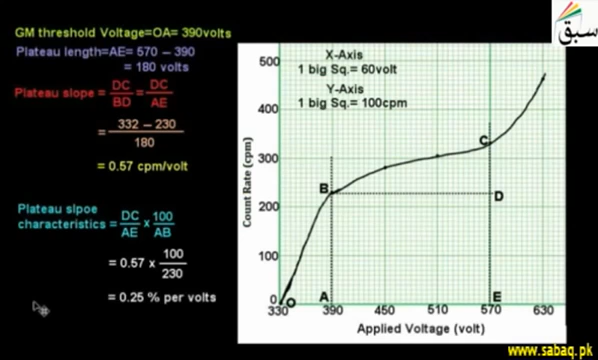 GM threshold Voltage=OA= 390volts
Plateau length=AE= 570 – 390
= 180 volts
Plateau slope = DC/BD = DC/AE
= 332 – 230 / 180
= 0.57 cpm/volt
Plateau slpoe
characteristics = DC/AE x 100/AB
= 0.57 x 100/230
= 0.25 % per volts
سبق
X-Axis
1 big Sq.= 60volt
Y-Axis
1 big Sq.= 100cpm
Count Rate (cpm)
500
400
300
200
100
0
B
C
D
O
A
E
330 390 450 510 570 630
Applied Voltage (volt)
www.sabaq.pk